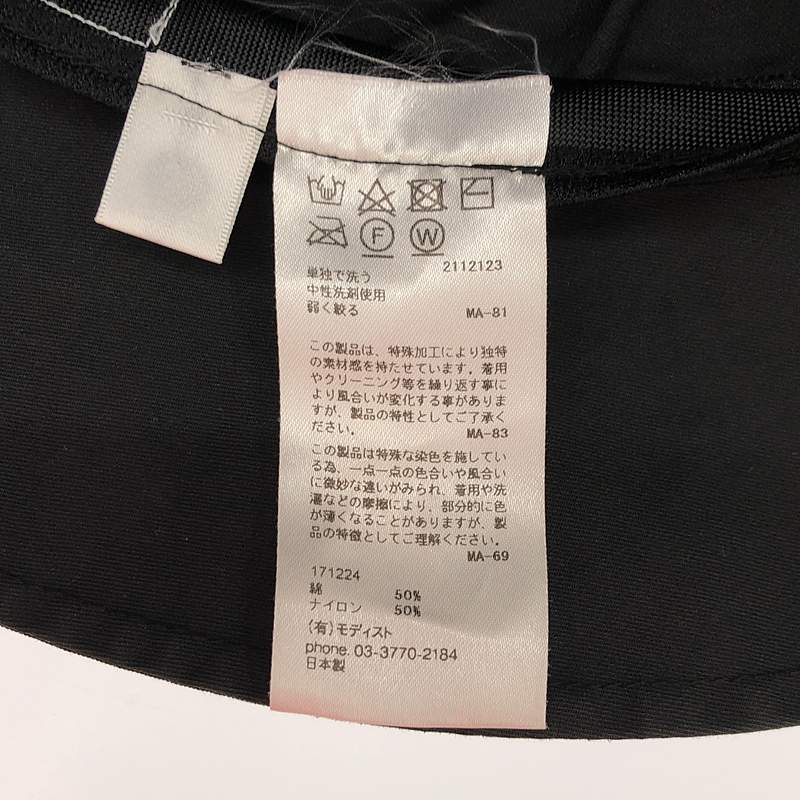 F W
2112123
単独で洗う
中性洗剤使用
弱く絞る
MA-81
この製品は、特殊加工により独特
の素材感を持たせています。着用
やクリーニング等を繰り返す事に
より風合いが変化する事がありま
すが、製品の特性としてご了承く
ださい。
MA-83
この製品は特殊な染色を施してい
る為、一点一点の色合いや風合い
に微妙な違いがみられ、着用や洗
濯などの摩擦により、部分的に色
が薄くなることがありますが、製
品の特徴としてご理解ください。
MA-69
171224
綿 50%
ナイロン 50%
(有)モディスト
phone. 03-3770-2184
日本製